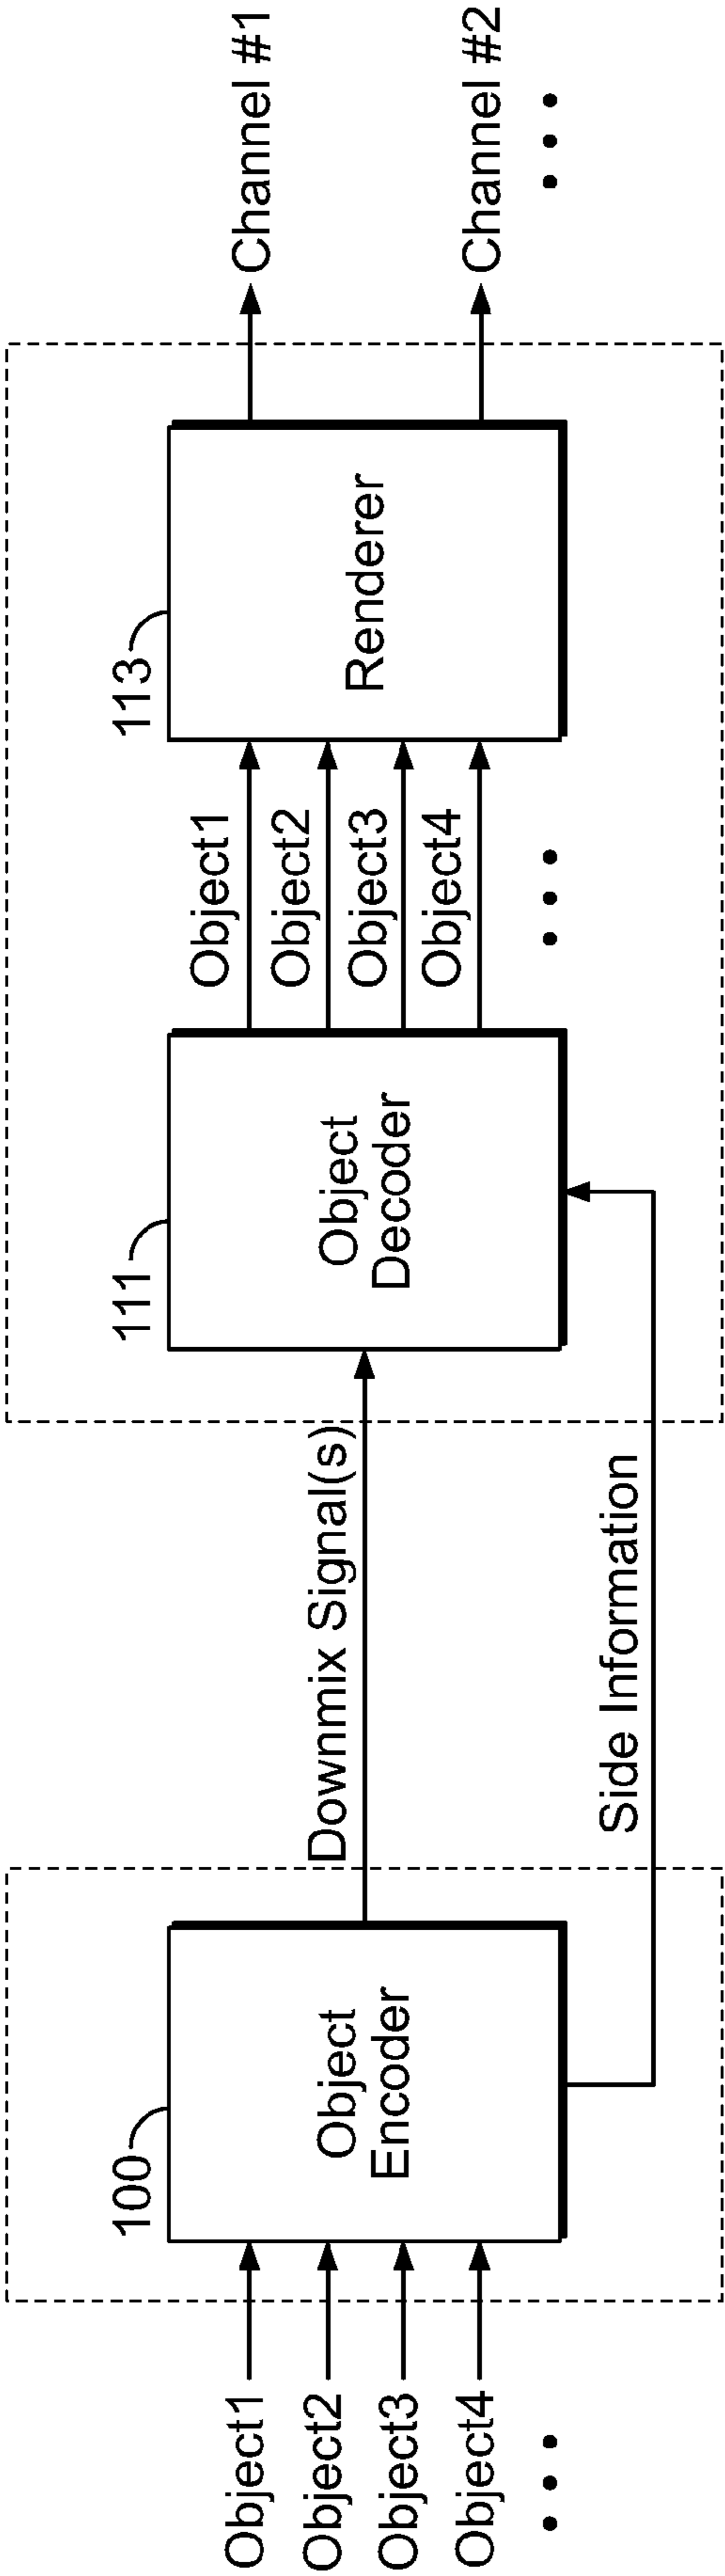 Object1
Object2
Object3
Object4
100
Object
Encoder
Downmix Signal(s)
Side Information
111
Object
Decoder
Object1
Object2
Object3
Object4
113
Renderer
Channel #1
Channel #2